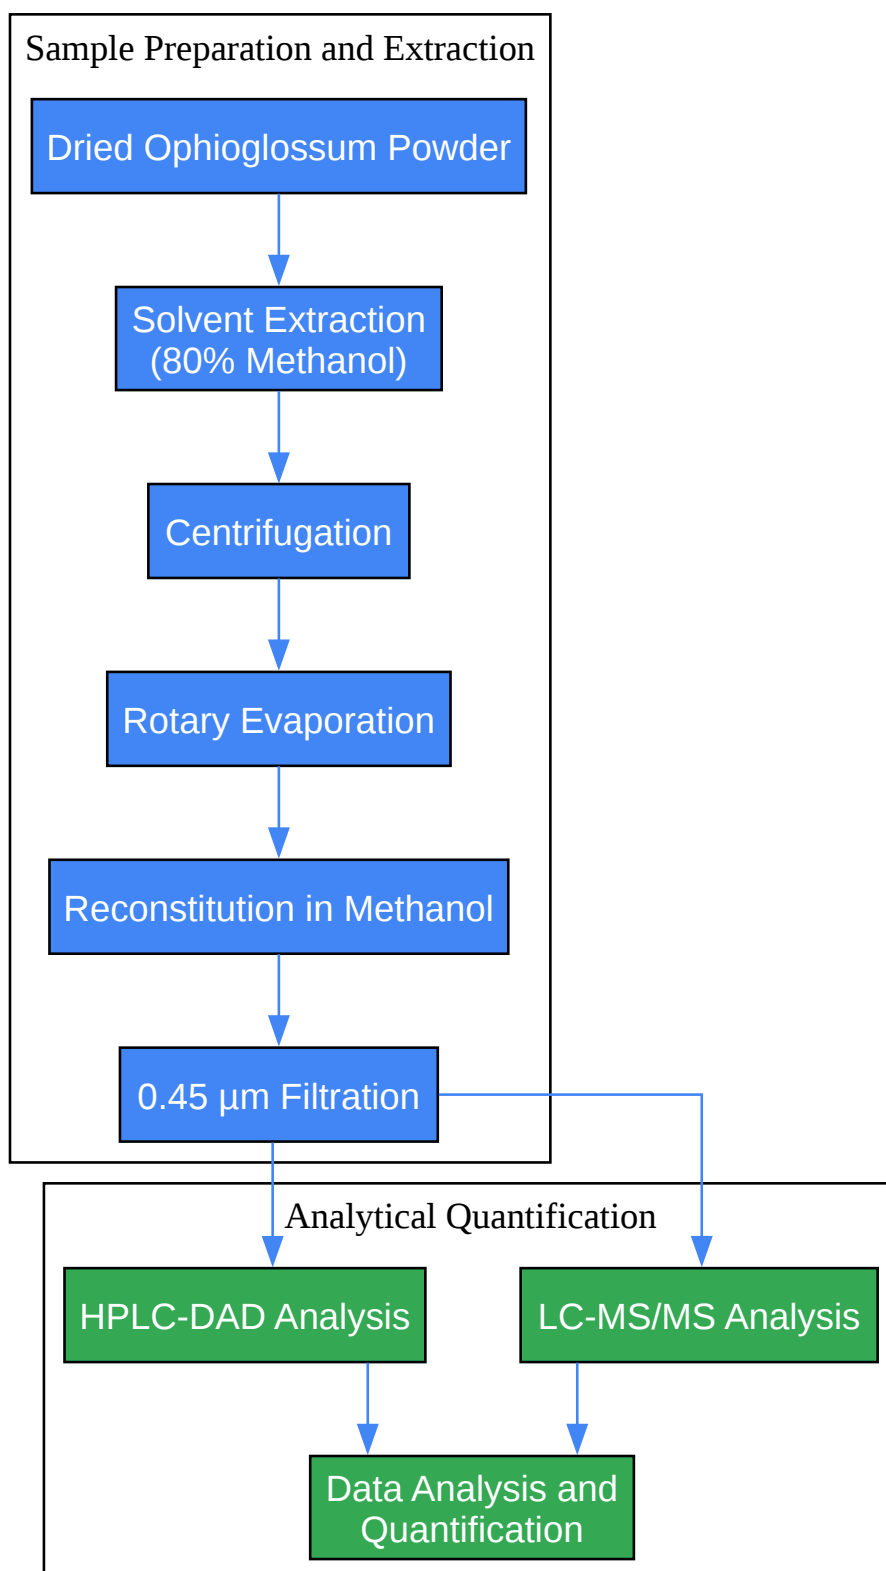 Sample Preparation and Extraction
Dried Ophioglossum Powder
Solvent Extraction
(80% Methanol)
Centrifugation
Rotary Evaporation
Reconstitution in Methanol
0.45 µm Filtration
Analytical Quantification
HPLC-DAD Analysis
LC-MS/MS Analysis
Data Analysis and
Quantification